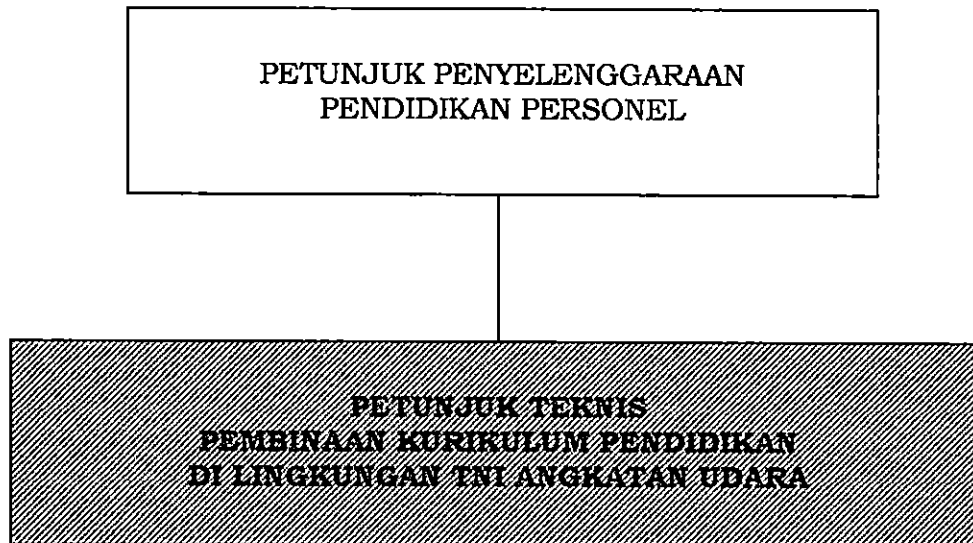 PETUNJUK PENYELENGGARAAN
PENDIDIKAN PERSONEL
PETUNJUK TEKNIS
PEMBINAAN KURIKULUM PENDIDIKAN
DI LINGKUNGAN TNI ANGKATAN UDARA